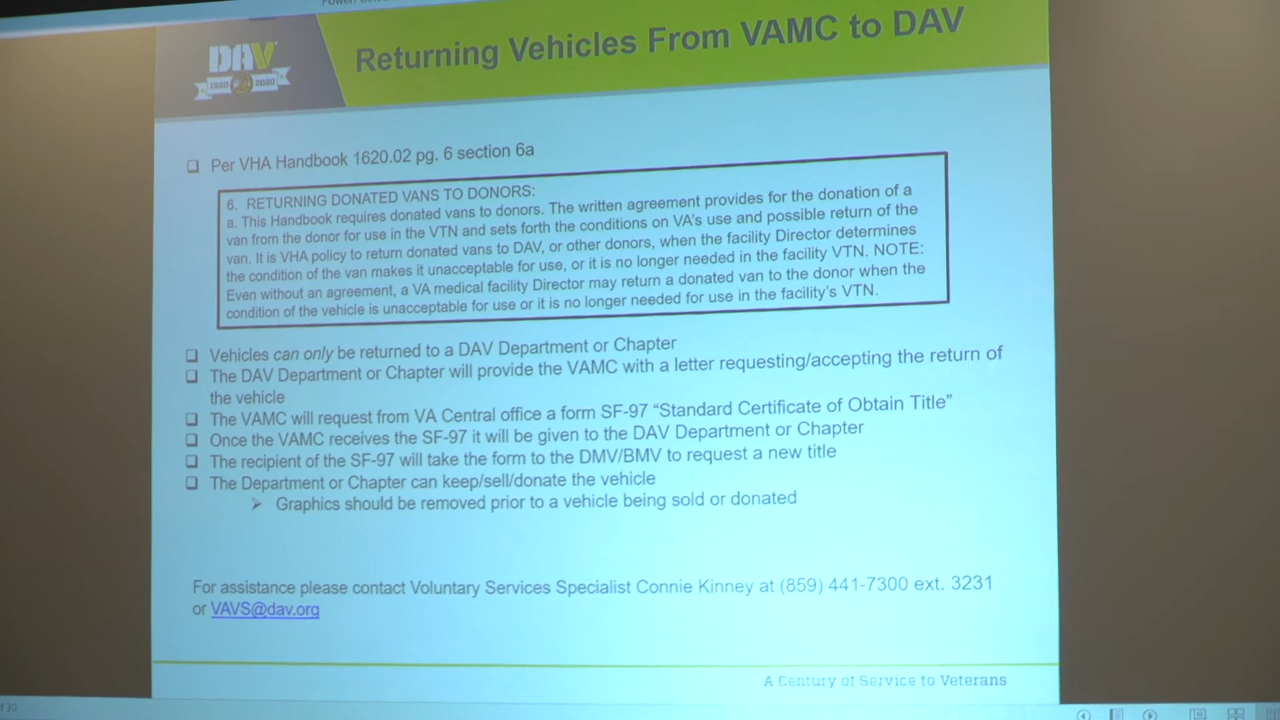 DAV
1920 2020
Returning Vehicles From VAMC to DAV
❑ Per VHA Handbook 1620.02 pg. 6 section 6a
6. RETURNING DONATED VANS TO DONORS:
a. This Handbook requires donated vans to donors. The written agreement provides for the donation of a
van from the donor for use in the VTN and sets forth the conditions on VA's use and possible return of the
van. It is VHA policy to return donated vans to DAV, or other donors, when the facility Director determines
the condition of the van makes it unacceptable for use, or it is no longer needed in the facility VTN. NOTE:
Even without an agreement, a VA medical facility Director may return a donated van to the donor when the
condition of the vehicle is unacceptable for use or it is no longer needed for use in the facility's VTN.
❑ Vehicles can only be returned to a DAV Department or Chapter
❑ The DAV Department or Chapter will provide the VAMC with a letter requesting/accepting the return of
the vehicle
❑ The VAMC will request from VA Central office a form SF-97 “Standard Certificate of Obtain Title”
❑ Once the VAMC receives the SF-97 it will be given to the DAV Department or Chapter
❑ The recipient of the SF-97 will take the form to the DMV/BMV to request a new title
❑ The Department or Chapter can keep/sell/donate the vehicle
➢ Graphics should be removed prior to a vehicle being sold or donated
For assistance please contact Voluntary Services Specialist Connie Kinney at (859) 441-7300 ext. 3231
or VAVS@dav.org
A Century of Service to Veterans
of 30